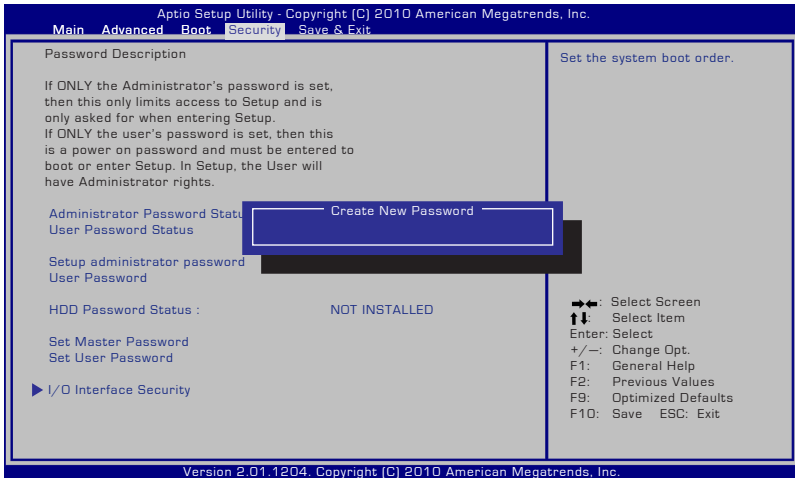 Aptio Setup Utility - Copyright (C) 2010 American Megatrends, Inc.
Main Advanced Boot Security Save & Exit
Password Description
If ONLY the Administrator's password is set,
then this only limits access to Setup and is
only asked for when entering Setup.
If ONLY the user's password is set, then this
is a power on password and must be entered to
boot or enter Setup. In Setup, the User will
have Administrator rights.
Administrator Password
User Password Status
Setup administrator password
User Password
HDD Password Status : NOT INSTALLED
Set Master Password
Set User Password
I/O Interface Security
Create New Password
Set the system boot order.
→←: Select Screen
↑↓: Select Item
Enter: Select
+/—: Change Opt.
F1: General Help
F2: Previous Values
F9: Optimized Defaults
F10: Save ESC: Exit
Version 2.01.1204. Copyright (C) 2010 American Megatrends, Inc.